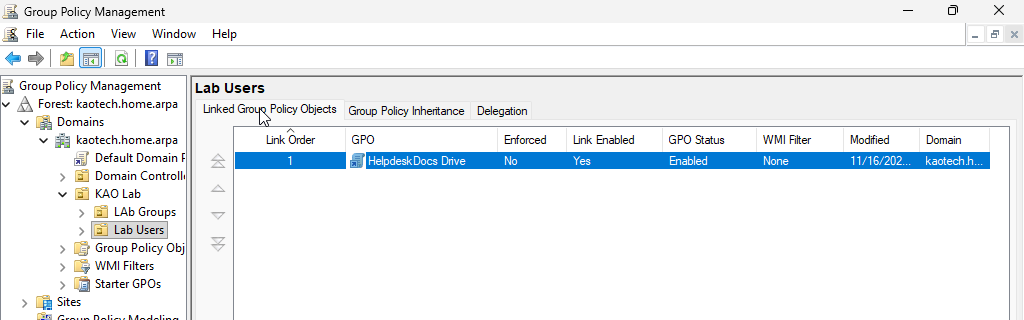 Group Policy Management
File Action View Window Help
Group Policy Management
Forest: kaotech.home.arpa
Domains
kaotech.home.arpa
Default Domain P
Domain Controll
KAO Lab
LAb Groups
Lab Users
Group Policy Obj
WMI Filters
Starter GPOs
Sites
Group Policy Modeling
Lab Users
Linked Group Policy Objects Group Policy Inheritance Delegation
Link Order GPO Enforced Link Enabled GPO Status WMI Filter Modified Domain
1 HelpdeskDocs Drive No Yes Enabled None 11/16/202... kaotech.h...